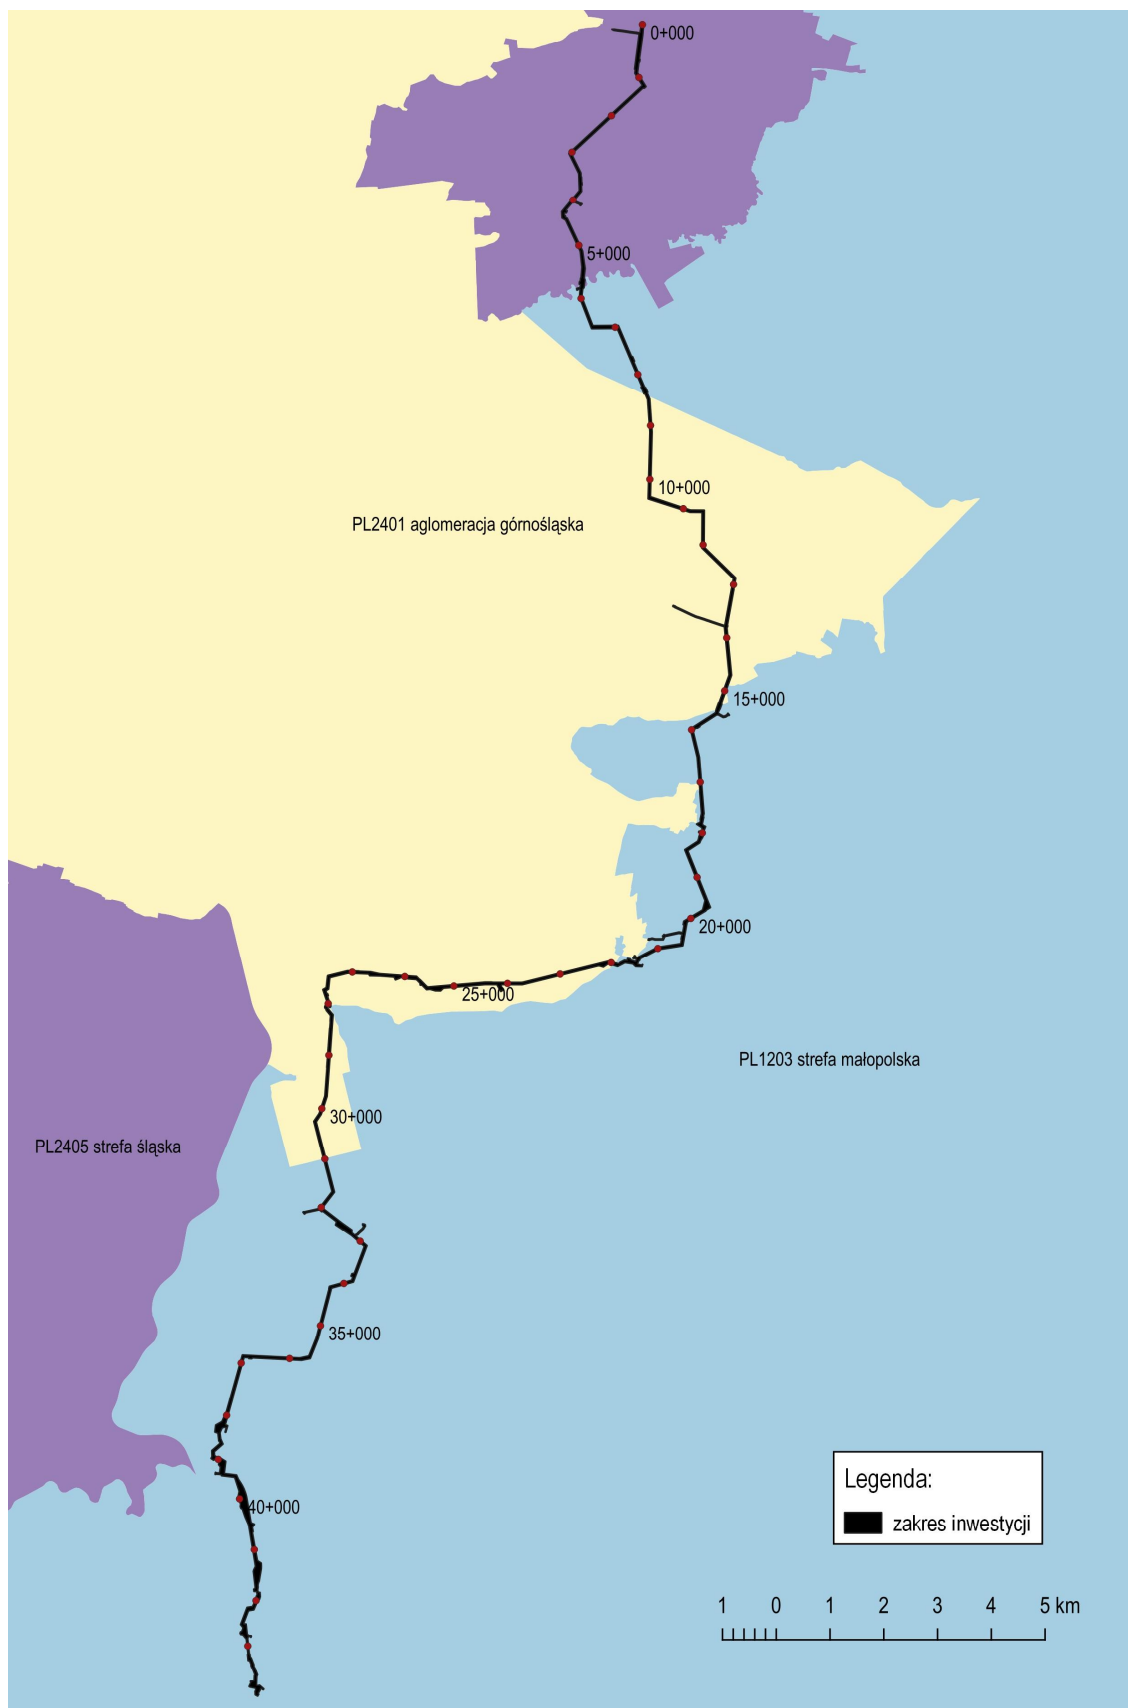 0+000
5+000
10+000
PL2401 aglomeracja górnośląska
15+000
20+000
25+000
PL1203 strefa małopolska
30+000
PL2405 strefa śląska
35+000
Legenda:
40+000
zakres inwestycji
1 0 1 2 3 4 5 km